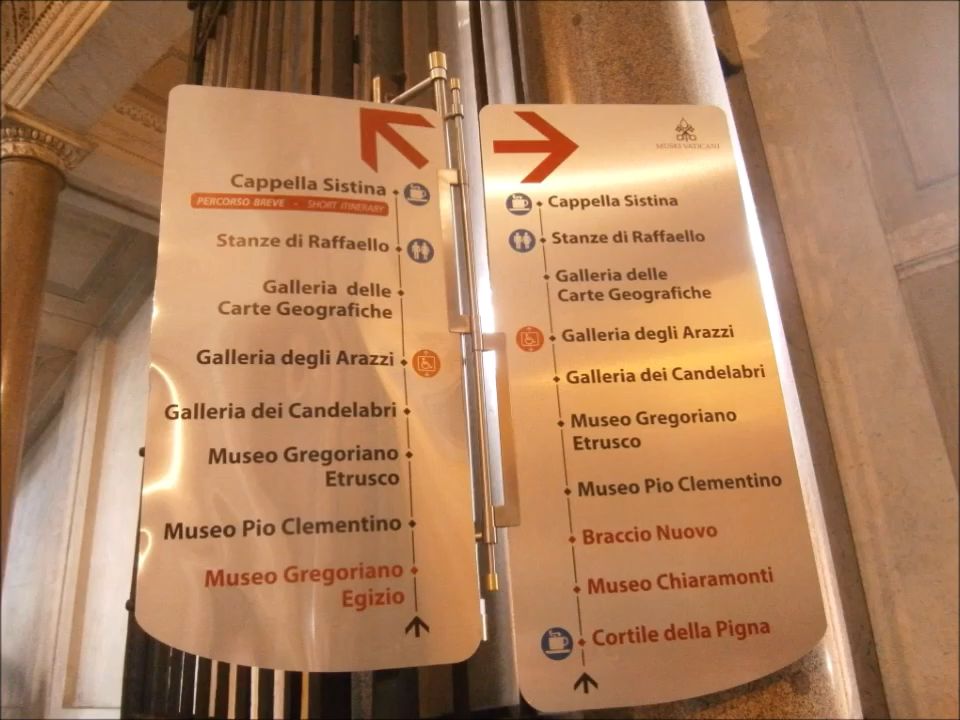 Cappella Sistina
PERCORSO BREVE - SHORT ITINERARY
Stanze di Raffaello
Galleria delle
Carte Geografiche
Galleria degli Arazzi
Galleria dei Candelabri
Museo Gregoriano
Etrusco
Museo Pio Clementino
Museo Gregoriano
Egizio
MUSEI VATICANI
Cappella Sistina
Stanze di Raffaello
Galleria delle
Carte Geografiche
Galleria degli Arazzi
Galleria dei Candelabri
Museo Gregoriano
Etrusco
Museo Pio Clementino
Braccio Nuovo
Museo Chiaramonti
Cortile della Pigna